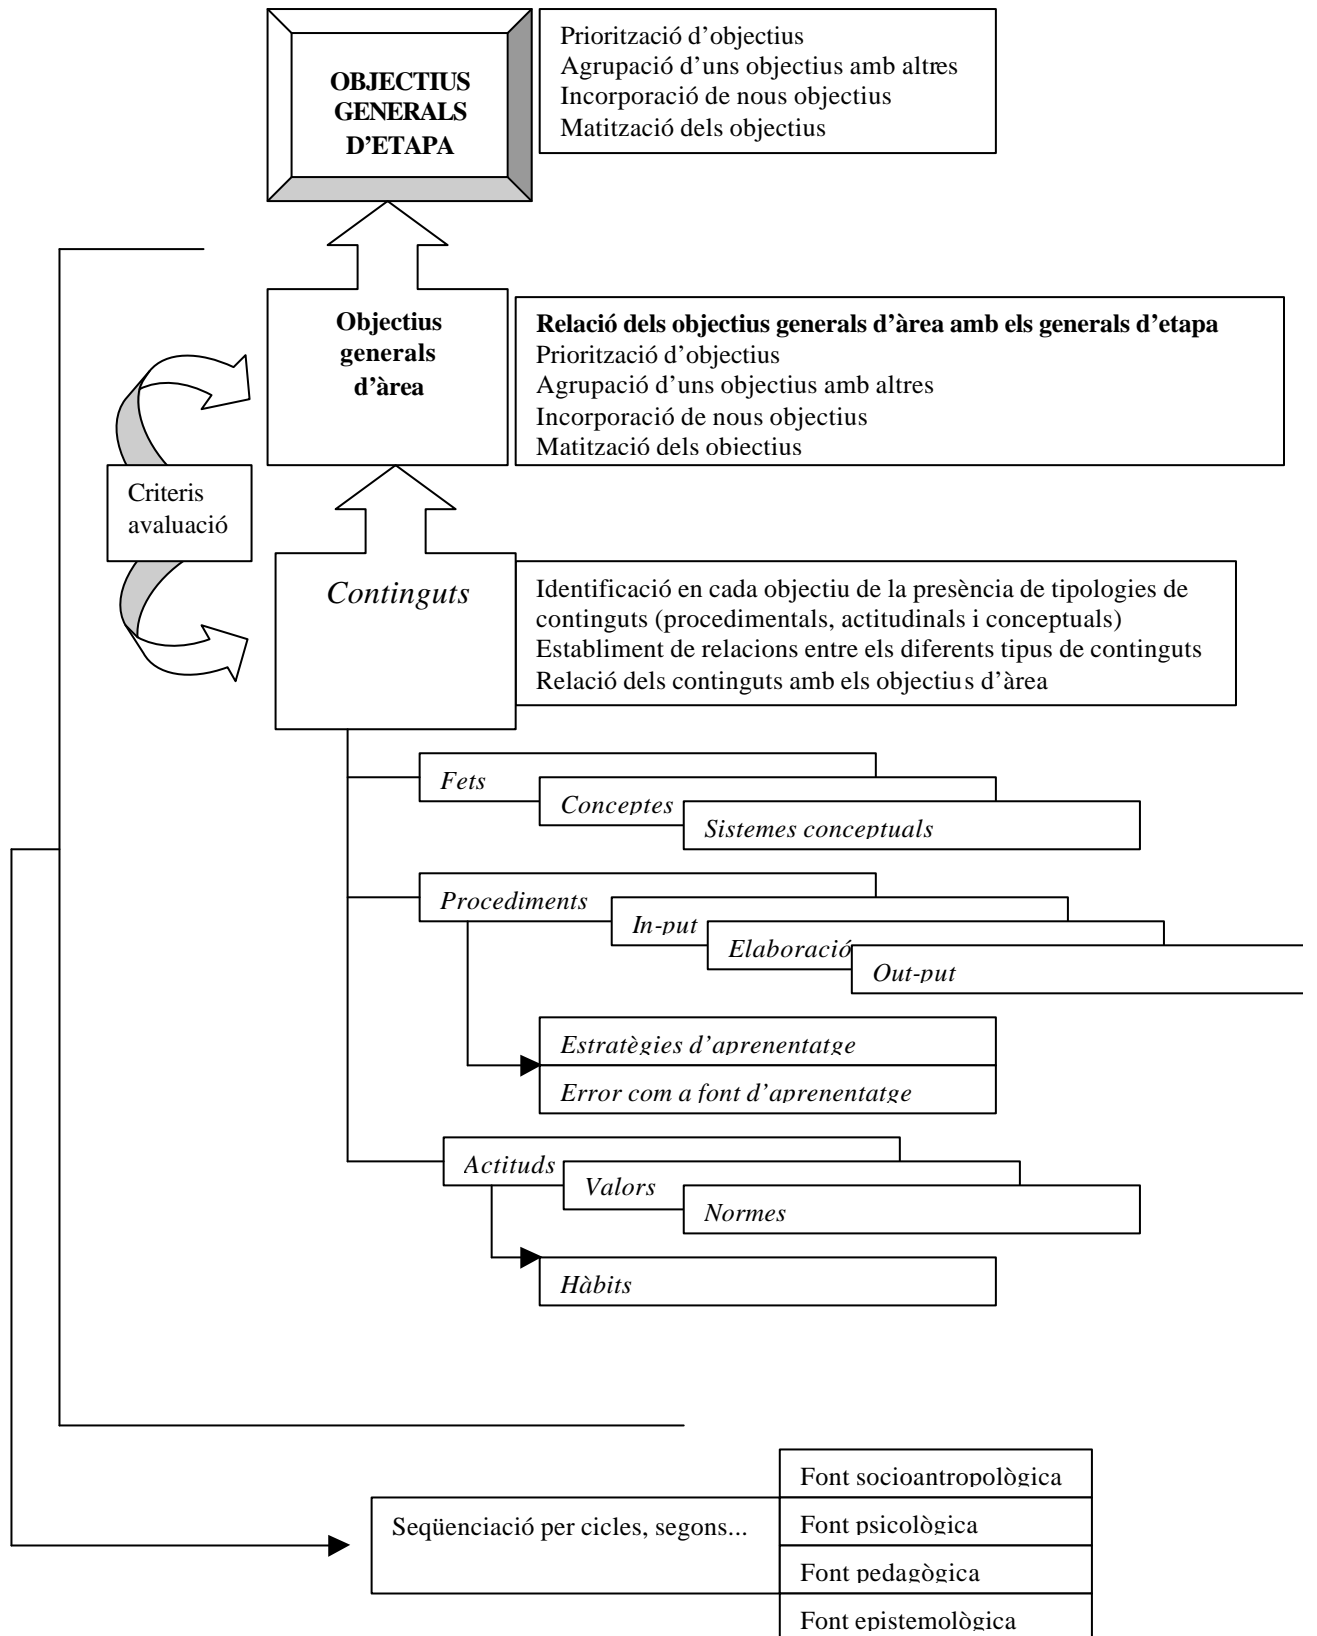 OBJECTIUS
GENERALS
D’ETAPA
Priorització d’objectius
Agrupació d’uns objectius amb altres
Incorporació de nous objectius
Matització dels objectius
Objectius
generals
d’àrea
Relació dels objectius generals d’àrea amb els generals d’etapa
Priorització d’objectius
Agrupació d’uns objectius amb altres
Incorporació de nous objectius
Matització dels objectius
Criteris
avaluació
Continguts
Identificació en cada objectiu de la presència de tipologies de
continguts (procedimentals, actitudinals i conceptuals)
Establiment de relacions entre els diferents tipus de continguts
Relació dels continguts amb els objectius d’àrea
Fets
Conceptes
Sistemes conceptuals
Procediments
In-put
Elaboració
Out-put
Estratègies d’aprenentatge
Error com a font d’aprenentatge
Actituds
Valors
Normes
Hàbits
Seqüenciació per cicles, segons...
Font socioantropològica
Font psicològica
Font pedagògica
Font epistemològica